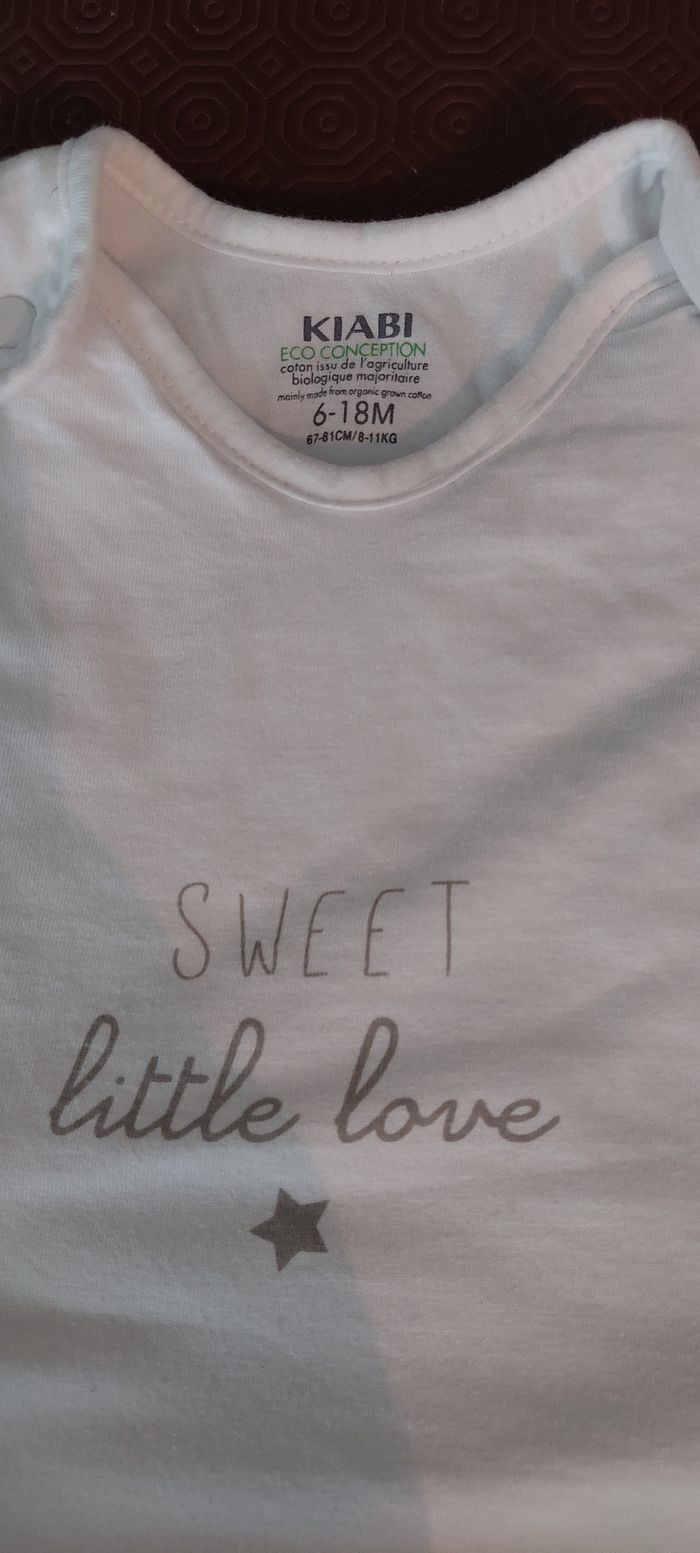 KIABI
ECO CONCEPTION
coton issu de l'agriculture
biologique majoritaire
mainly made from organic grown cotton
6-18M
67-81CM/8-11KG
SWEET
little love